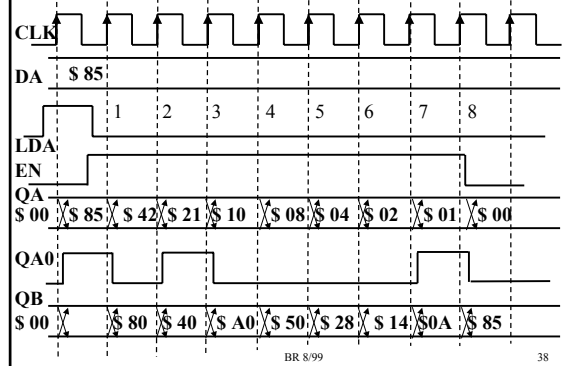 CLK
DA $ 85
1 2 3 4 5 6 7 8
LDA
EN
QA
$ 00 $ 85 $ 42 $ 21 $ 10 $ 08 $ 04 $ 02 $ 01 $ 00
QA0
QB
$ 00 $ 80 $ 40 $ A0 $ 50 $ 28 $ 14 $0A $ 85
BR 8/99 38